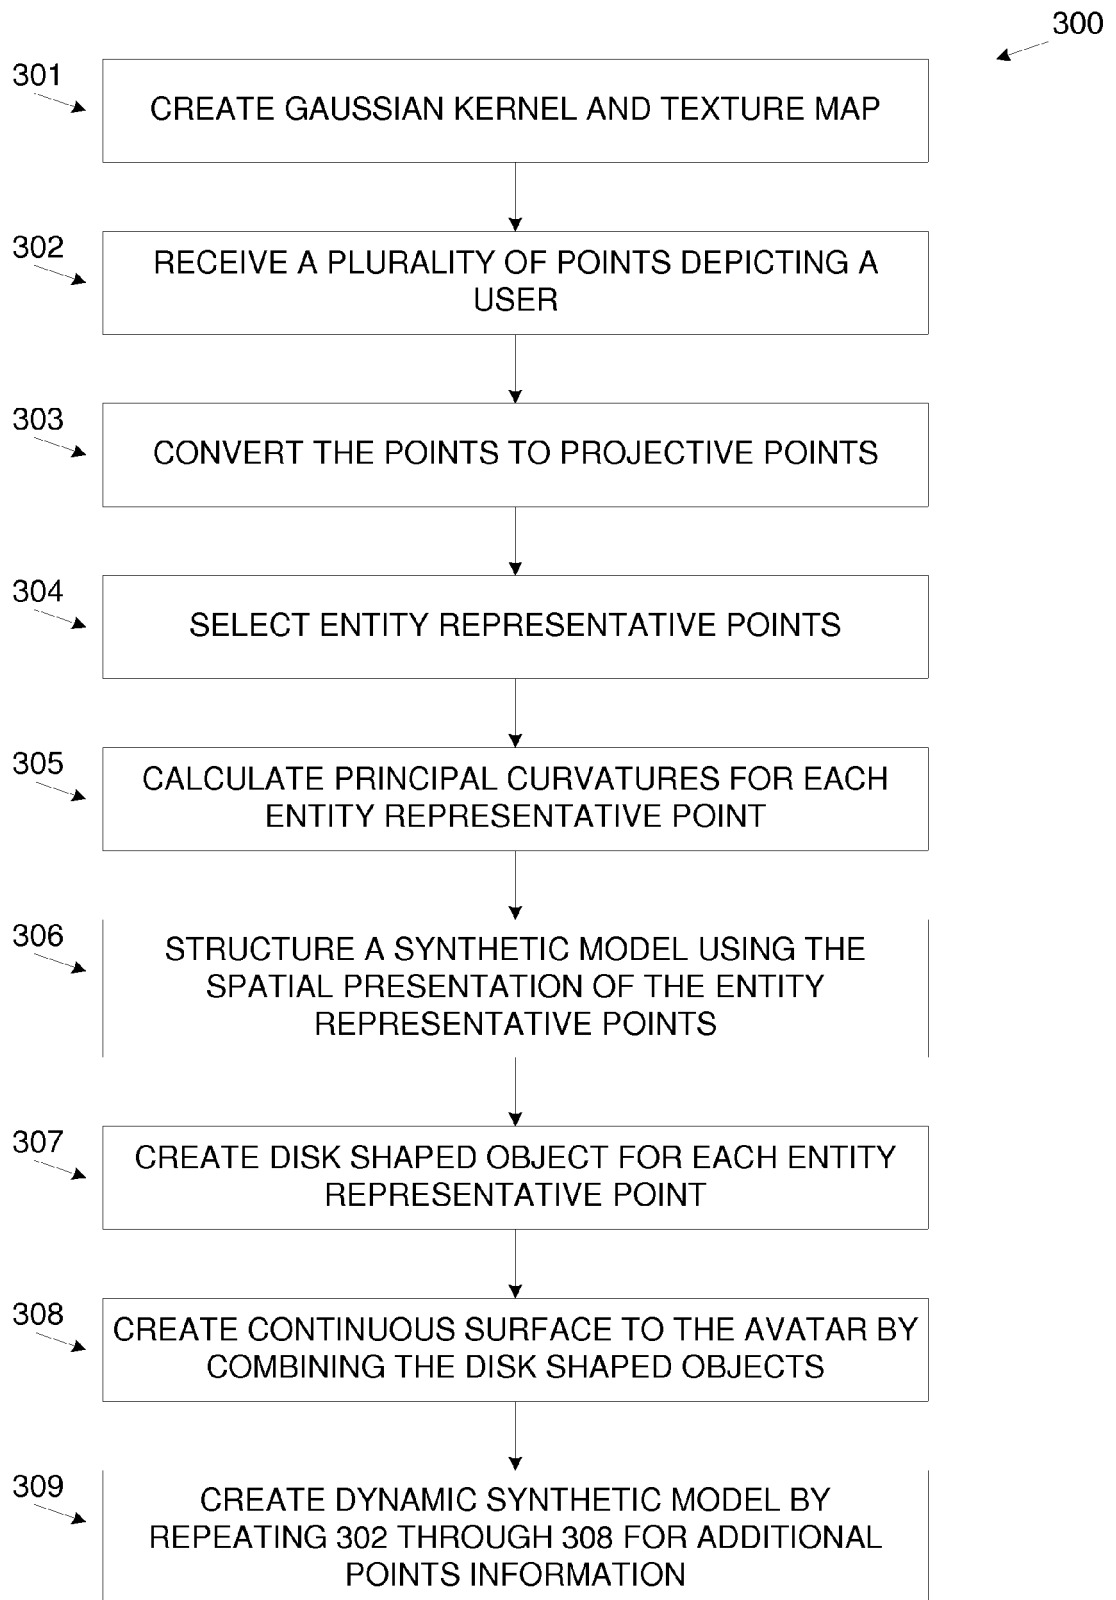 300
301
CREATE GAUSSIAN KERNEL AND TEXTURE MAP
302
RECEIVE A PLURALITY OF POINTS DEPICTING A
USER
303
CONVERT THE POINTS TO PROJECTIVE POINTS
304
SELECT ENTITY REPRESENTATIVE POINTS
305
CALCULATE PRINCIPAL CURVATURES FOR EACH
ENTITY REPRESENTATIVE POINT
306
STRUCTURE A SYNTHETIC MODEL USING THE
SPATIAL PRESENTATION OF THE ENTITY
REPRESENTATIVE POINTS
307
CREATE DISK SHAPED OBJECT FOR EACH ENTITY
REPRESENTATIVE POINT
308
CREATE CONTINUOUS SURFACE TO THE AVATAR BY
COMBINING THE DISK SHAPED OBJECTS
309
CREATE DYNAMIC SYNTHETIC MODEL BY
REPEATING 302 THROUGH 308 FOR ADDITIONAL
POINTS INFORMATION